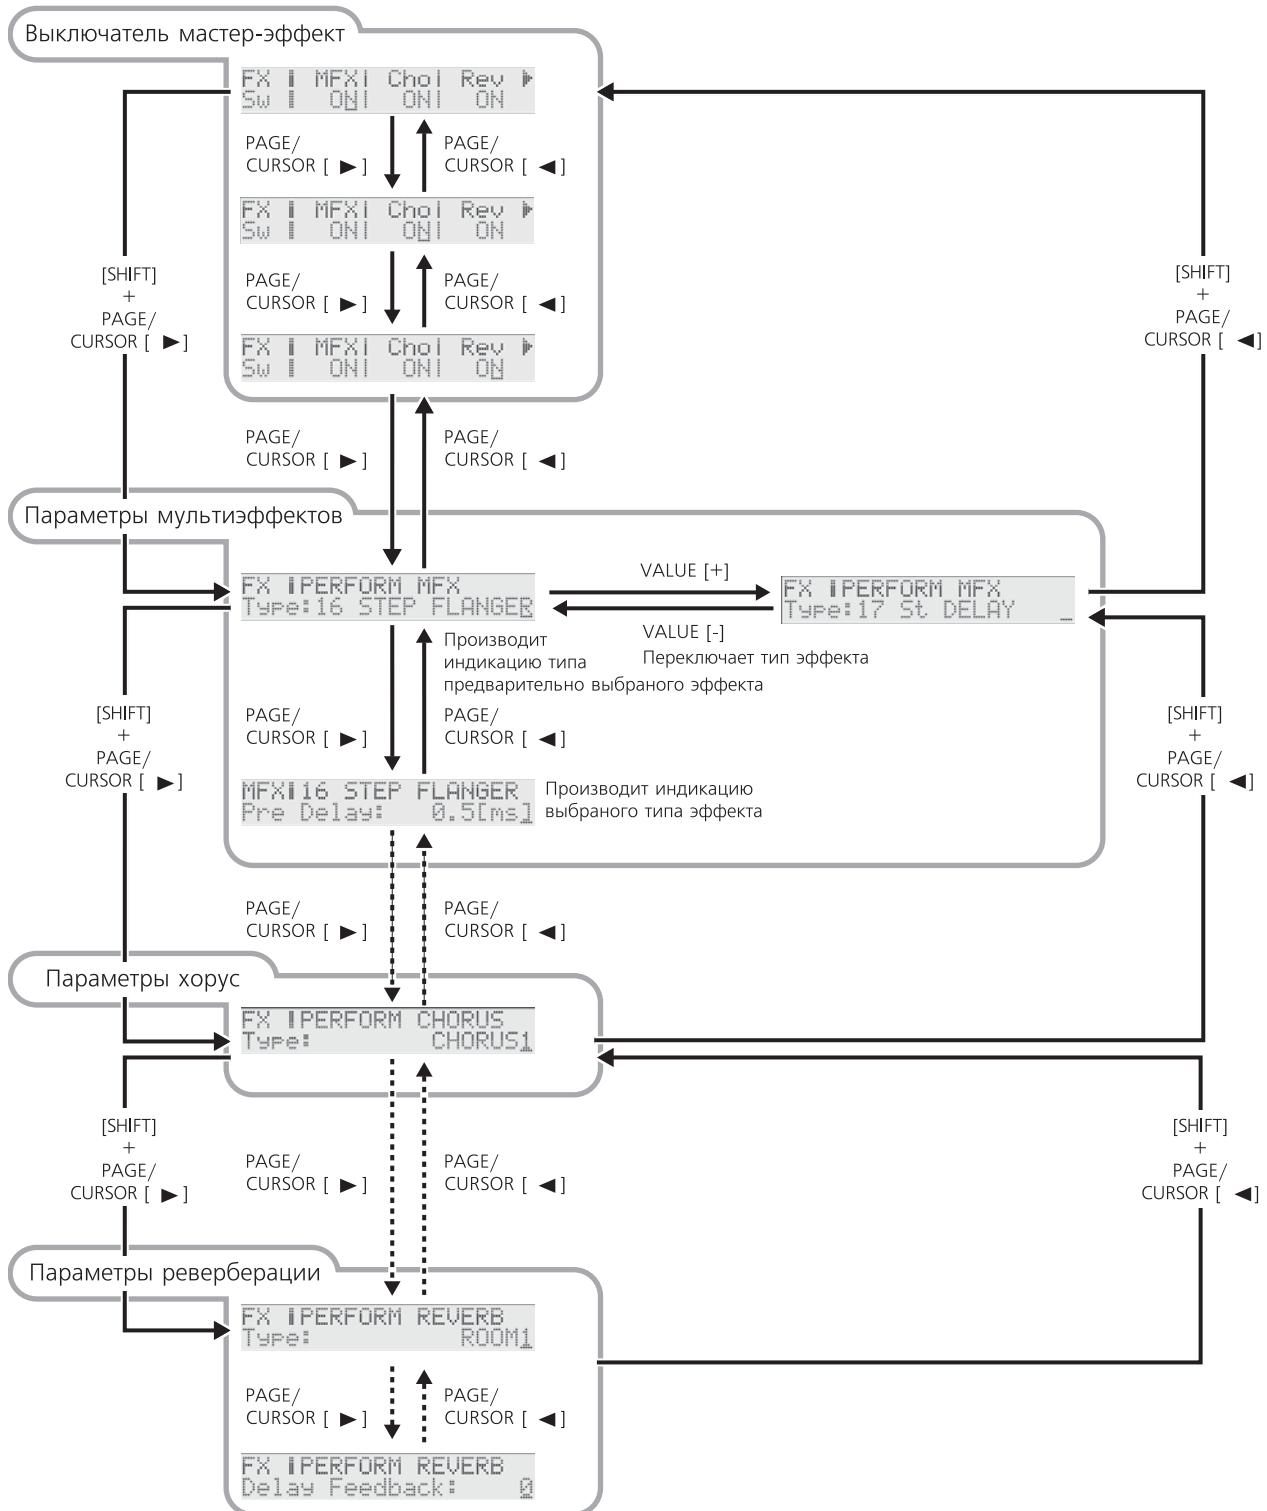 Выключатель мастер-эффект
FX MFX| Cho| Rev
Sw ON| ON| ON
PAGE/
CURSOR [ ► ]
PAGE/
CURSOR [ ◄ ]
FX MFX| Cho| Rev
Sw ON| ON| ON
PAGE/
CURSOR [ ► ]
PAGE/
CURSOR [ ◄ ]
FX MFX| Cho| Rev
Sw ON| ON| ON
[SHIFT]
+
PAGE/
CURSOR [ ► ]
[SHIFT]
+
PAGE/
CURSOR [ ◄ ]
PAGE/
CURSOR [ ► ]
PAGE/
CURSOR [ ◄ ]
Параметры мультиэффектов
FX PERFORM MFX
Type:16 STEP FLANGER
VALUE [+]
VALUE [-]
Переключает тип эффекта
FX PERFORM MFX
Type:17 St DELAY _
Производит
индикацию типа
предварительно выбраного эффекта
[SHIFT]
+
PAGE/
CURSOR [ ► ]
PAGE/
CURSOR [ ► ]
PAGE/
CURSOR [ ◄ ]
[SHIFT]
+
PAGE/
CURSOR [ ◄ ]
MFX 16 STEP FLANGER
Pre Delay: 0.5[ms]
Производит индикацию
выбраного типа эффекта
PAGE/
CURSOR [ ► ]
PAGE/
CURSOR [ ◄ ]
Параметры хорус
FX PERFORM CHORUS
Type: CHORUS1
[SHIFT]
+
PAGE/
CURSOR [ ► ]
PAGE/
CURSOR [ ► ]
PAGE/
CURSOR [ ◄ ]
[SHIFT]
+
PAGE/
CURSOR [ ◄ ]
Параметры реверберации
FX PERFORM REVERB
Type: ROOM1
PAGE/
CURSOR [ ► ]
PAGE/
CURSOR [ ◄ ]
FX PERFORM REVERB
Delay Feedback: 0